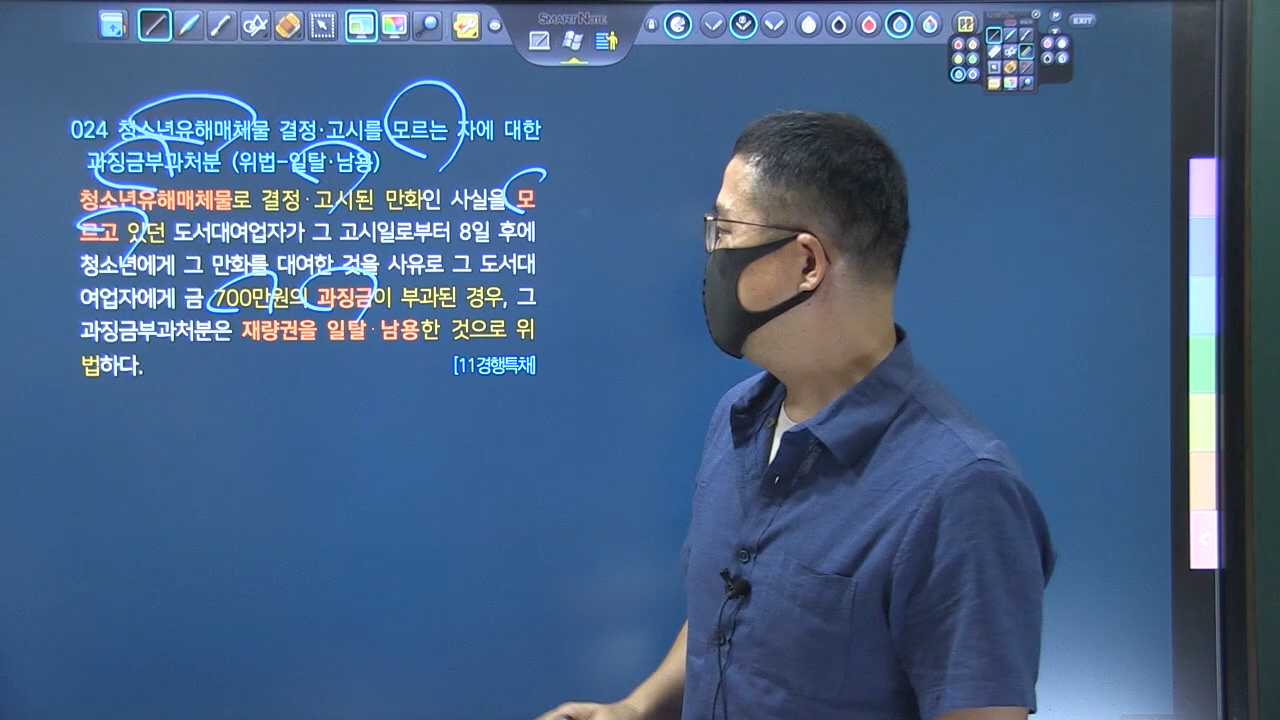 SMARTNOTE
EXIT
024 청소년유해매체물 결정·고시를 모르는 자에 대한
과징금부과처분 (위법-일탈·남용)
청소년유해매체물로 결정·고시된 만화인 사실을 모
르고 있던 도서대여업자가 그 고시일로부터 8일 후에
청소년에게 그 만화를 대여한 것을 사유로 그 도서대
여업자에게 금 700만원의 과징금이 부과된 경우, 그
과징금부과처분은 재량권을 일탈·남용한 것으로 위
법하다.
[11경행특채]